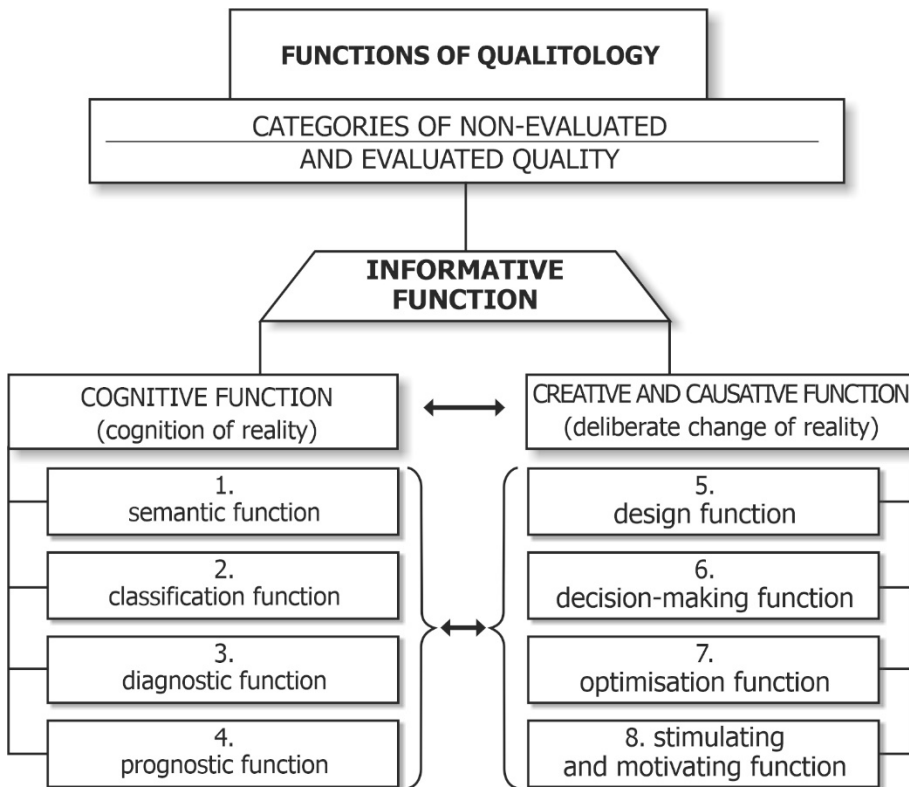 FUNCTIONS OF QUALITOLOGY
CATEGORIES OF NON-EVALUATED
AND EVALUATED QUALITY
INFORMATIVE
FUNCTION
COGNITIVE FUNCTION
(cognition of reality)
1.
semantic function
2.
classification function
3.
diagnostic function
4.
prognostic function
CREATIVE AND CAUSATIVE FUNCTION
(deliberate change of reality)
5.
design function
6.
decision-making function
7.
optimisation function
8. stimulating
and motivating function